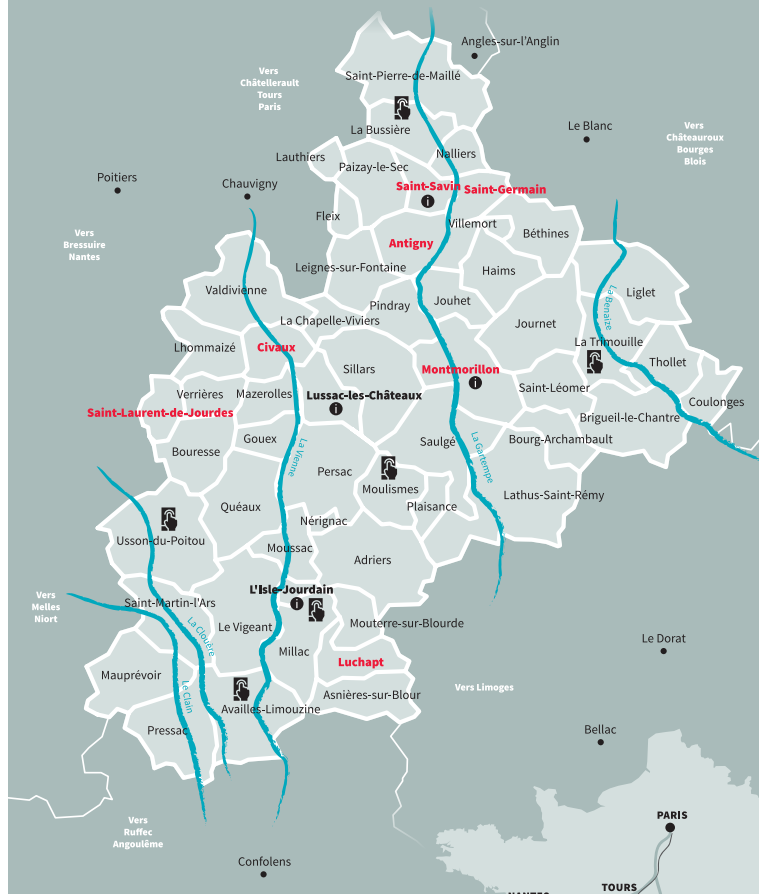 Angles-sur-l'Anglin
Saint-Pierre-de-Maillé
Vers
Châtellerault
Tours
Paris
La Bussière
Le Blanc
Vers
Châteauroux
Bourges
Blois
Lauthiers
Nalliers
Paizay-le-Sec
Poitiers
Chauvigny
Saint-Savin
Saint-Germain
i
Fleix
Villemort
Béthines
Vers
Bressuire
Nantes
Antigny
Leignes-sur-Fontaine
Haims
Valdivienne
Liglet
La Benaize
Pindray
Jouhet
La Chapelle-Viviers
Journet
La Trimouille
Lhommaizé
Civaux
Thollet
Sillars
Montmorillon
i
Saint-Léomer
Verrières
Mazerolles
Lussac-les-Châteaux
i
Coulonges
Saint-Laurent-de-Jourdes
Brigueil-le-Chantre
Gouex
Saulgé
Bourg-Archambault
Bouresse
La Vienne
La Gartempe
Persac
Moulismes
Lathus-Saint-Rémy
Quéaux
Plaisance
Nérignac
Usson-du-Poitou
Moussac
Adriers
L'Isle-Jourdain
i
Vers
Melles
Niort
Saint-Martin-l'Ars
Le Vigeant
Mouterre-sur-Blourde
La Clouère
Le Dorat
Millac
Luchapt
Mauprévoir
Le Clain
Vers Limoges
Asnières-sur-Blour
Availles-Limouzine
Pressac
Bellac
Vers
Ruffec
Angoulême
PARIS
Confolens
TOURS
NANTES